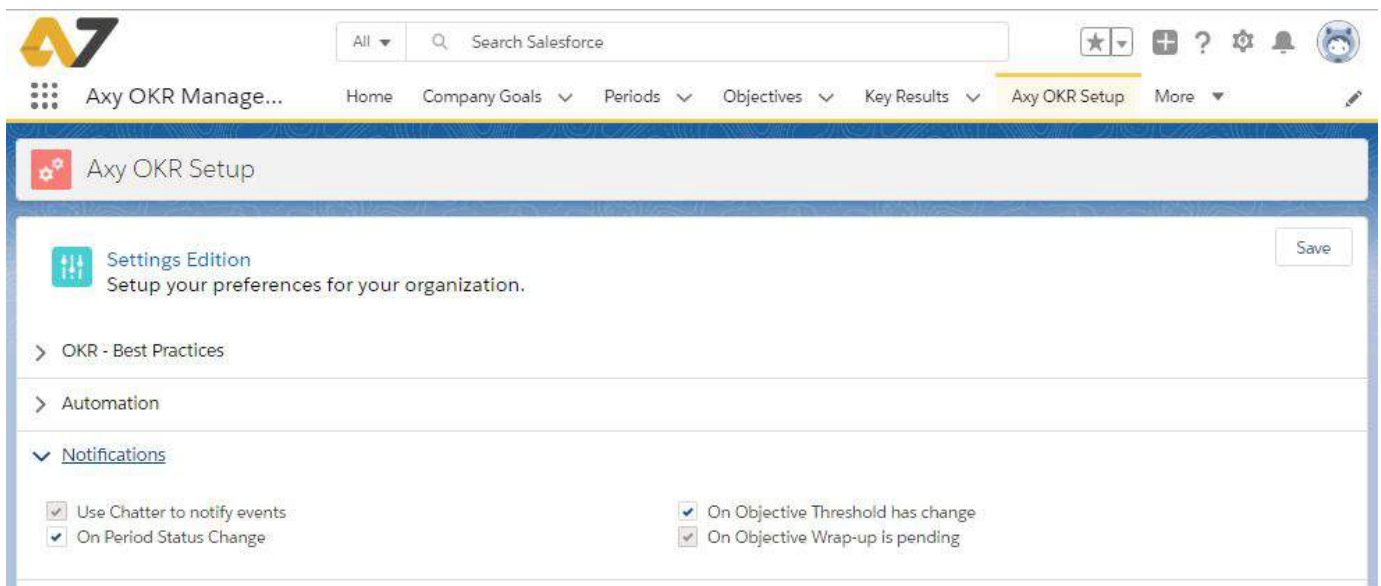 A7
All Search Salesforce
Axy OKR Manage... Home Company Goals Periods Objectives Key Results Axy OKR Setup More
Axy OKR Setup
Save
Settings Edition
Setup your preferences for your organization.
OKR - Best Practices
Automation
Notifications
Use Chatter to notify events On Objective Threshold has change
On Period Status Change On Objective Wrap-up is pending